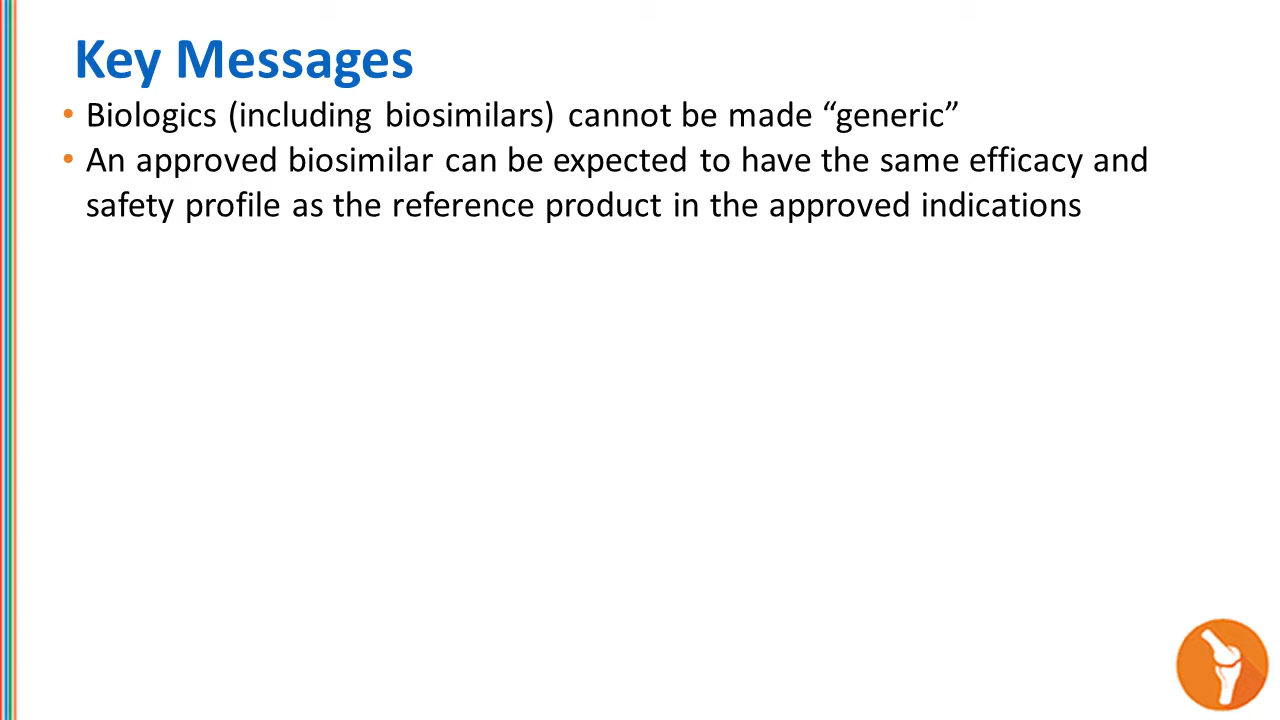 Key Messages
• Biologics (including biosimilars) cannot be made “generic”
• An approved biosimilar can be expected to have the same efficacy and
safety profile as the reference product in the approved indications